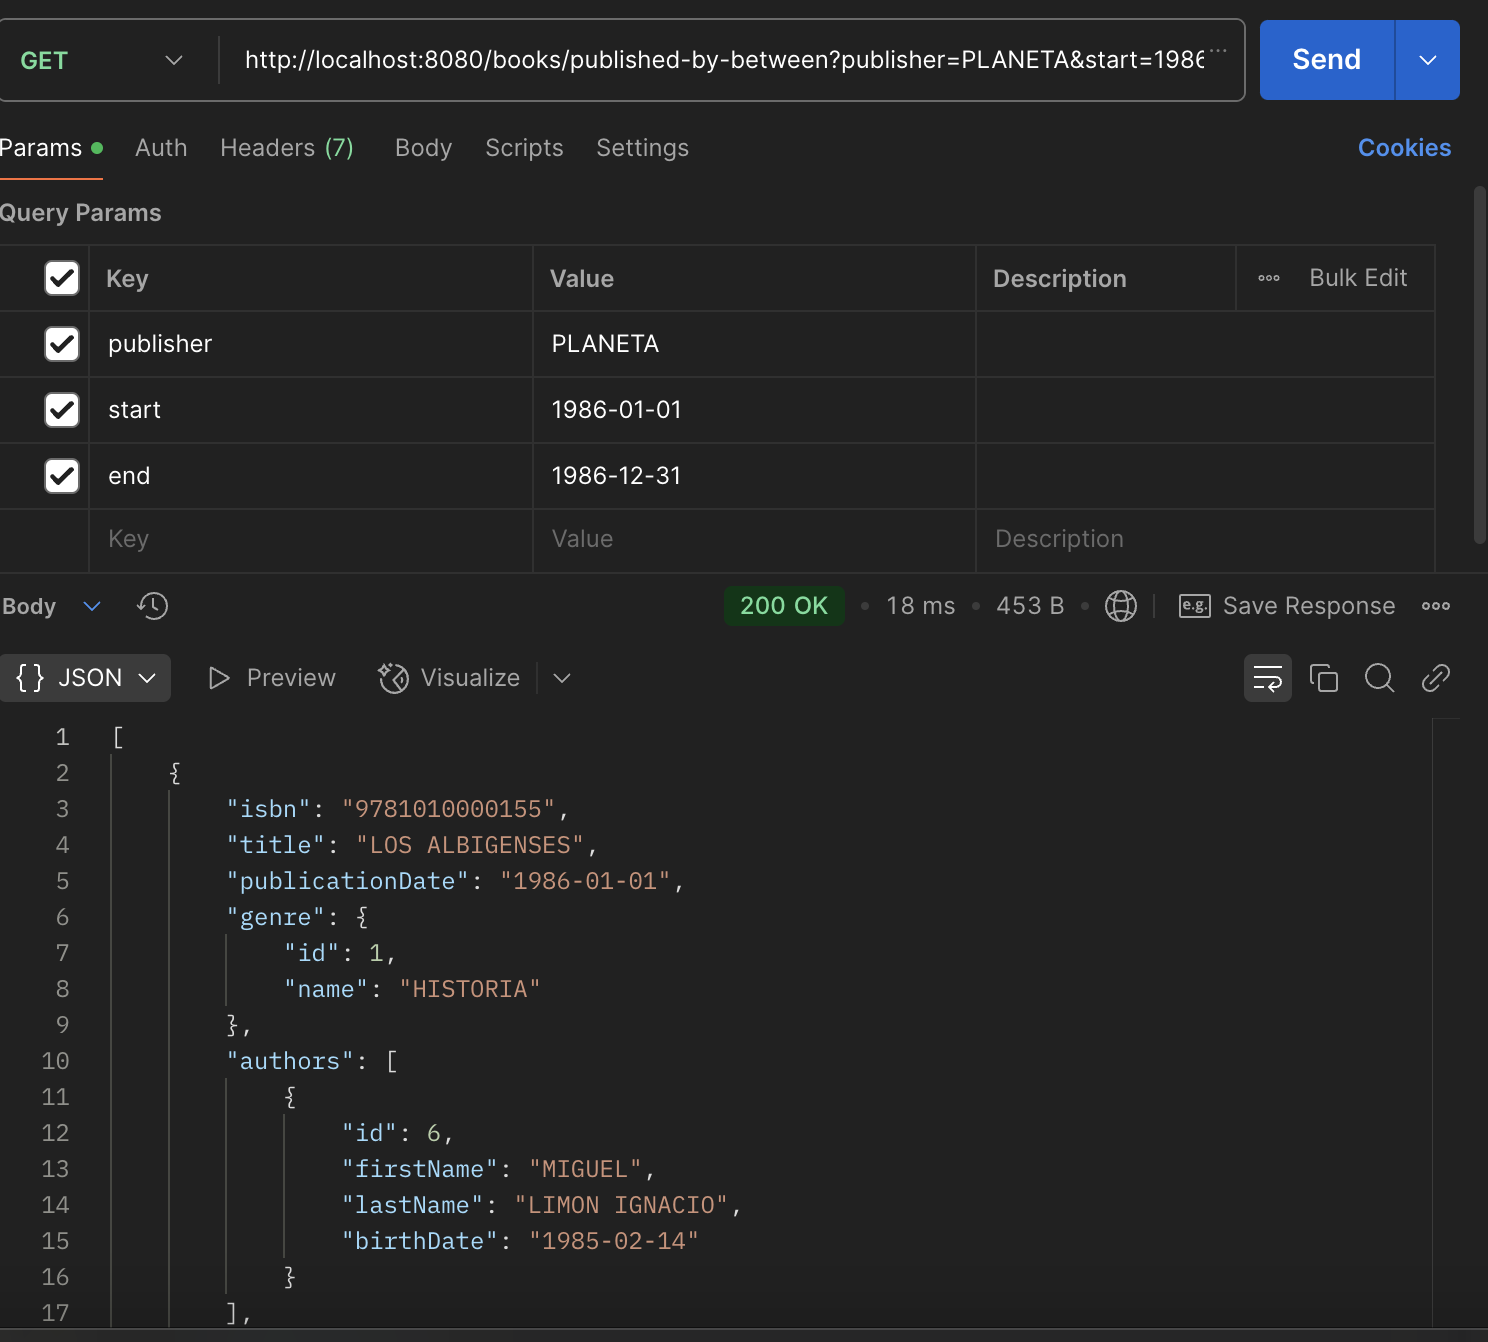 GET http://localhost:8080/books/published-by-between?publisher=PLANETA&start=1986 ... Send
Params Auth Headers (7) Body Scripts Settings Cookies
Query Params
Key Value Description ooo Bulk Edit
publisher PLANETA
start 1986-01-01
end 1986-12-31
Key Value Description
Body 200 OK • 18 ms • 453 B • e.g. Save Response ooo
{} JSON Preview Visualize
1 [
2 {
3 "isbn": "9781010000155",
4 "title": "LOS ALBIGENSES",
5 "publicationDate": "1986-01-01",
6 "genre": {
7 "id": 1,
8 "name": "HISTORIA"
9 },
10 "authors": [
11 {
12 "id": 6,
13 "firstName": "MIGUEL",
14 "lastName": "LIMON IGNACIO",
15 "birthDate": "1985-02-14"
16 }
17 ],